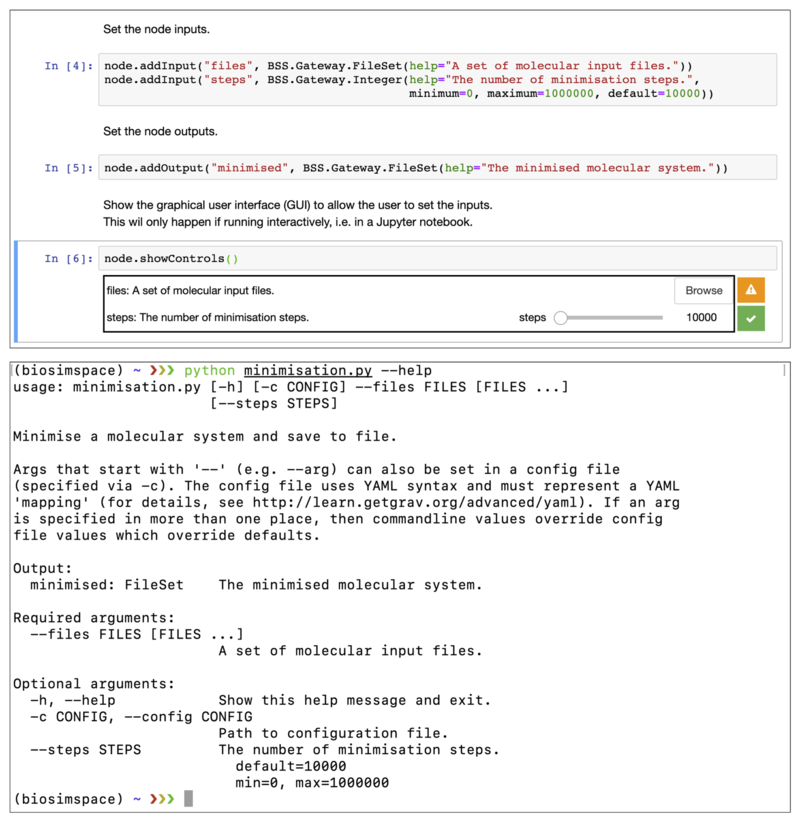 Set the node inputs.
In [4]: node.addInput("files", BSS.Gateway.FileSet(help="A set of molecular input files."))
node.addInput("steps", BSS.Gateway.Integer(help="The number of minimisation steps.",
minimum=0, maximum=1000000, default=10000))
Set the node outputs.
In [5]: node.addOutput("minimised", BSS.Gateway.FileSet(help="The minimised molecular system."))
Show the graphical user interface (GUI) to allow the user to set the inputs.
This wil only happen if running interactively, i.e. in a Jupyter notebook.
In [6]: node.showControls()
files: A set of molecular input files. Browse
steps: The number of minimisation steps. steps 10000
(biosimspace) ~ ❯❯❯ python minimisation.py --help
usage: minimisation.py [-h] [-c CONFIG] --files FILES [FILES ...]
[--steps STEPS]
Minimise a molecular system and save to file.
Args that start with '--' (e.g. --arg) can also be set in a config file
(specified via -c). The config file uses YAML syntax and must represent a YAML
'mapping' (for details, see http://learn.getgrav.org/advanced/yaml). If an arg
is specified in more than one place, then commandline values override config
file values which override defaults.
Output:
minimised: FileSet The minimised molecular system.
Required arguments:
--files FILES [FILES ...]
A set of molecular input files.
Optional arguments:
-h, --help Show this help message and exit.
-c CONFIG, --config CONFIG
Path to configuration file.
--steps STEPS The number of minimisation steps.
default=10000
min=0, max=1000000
(biosimspace) ~ ❯❯❯